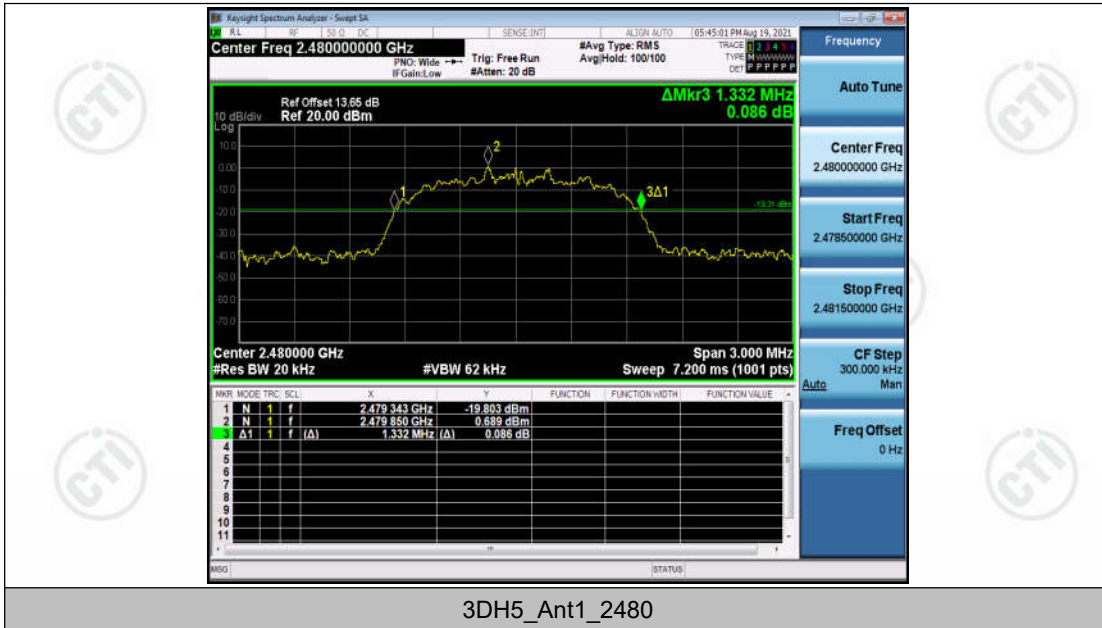 Keysight Spectrum Analyzer - Swept SA
RL RF 50 Ω DC SENSE:INT ALIGN AUTO 05:45:01 PM Aug 19, 2021
Center Freq 2.480000000 GHz
PNO: Wide
IFGain:Low
Trig: Free Run
#Atten: 20 dB
#Avg Type: RMS
Avg|Hold: 100/100
TRACE 1 2 3 4 5 6
TYPE M WWWWW
DET P P P P P P
ΔMkr3 1.332 MHz
0.086 dB
Ref Offset 13.65 dB
10 dB/div Ref 20.00 dBm
Log
10.0
0.00
-10.0
-20.0
-30.0
-40.0
-50.0
-60.0
-70.0
1
2
3Δ1
-19.31 dBm
Center 2.480000 GHz Span 3.000 MHz
#Res BW 20 kHz #VBW 62 kHz Sweep 7.200 ms (1001 pts)
MKR MODE TRC SCL X Y FUNCTION FUNCTION WIDTH FUNCTION VALUE
1 N 1 f 2.479 343 GHz -19.803 dBm
2 N 1 f 2.479 850 GHz 0.689 dBm
3 Δ1 1 f (Δ) 1.332 MHz (Δ) 0.086 dB
4
5
6
7
8
9
10
11
MSG STATUS
Frequency
Auto Tune
Center Freq
2.480000000 GHz
Start Freq
2.478500000 GHz
Stop Freq
2.481500000 GHz
CF Step
300.000 kHz
Auto Man
Freq Offset
0 Hz
CTI
CTI
CTI
CTI
3DH5_Ant1_2480